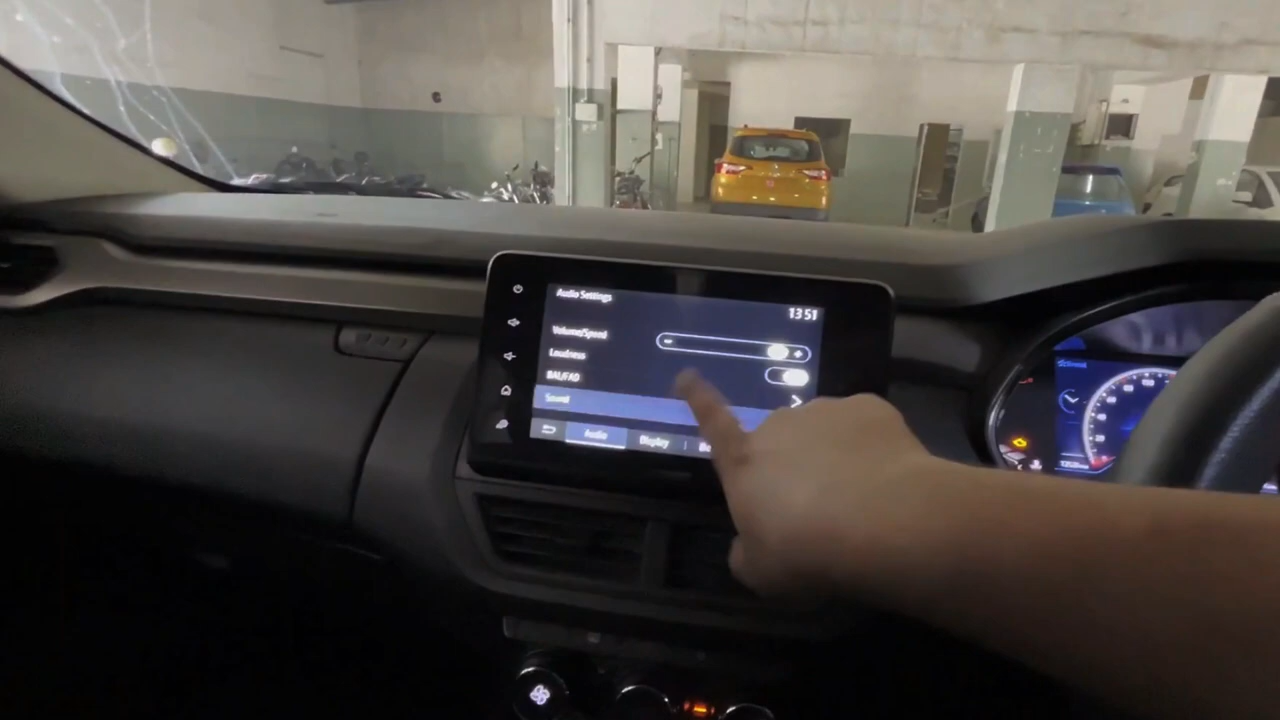 Audio Settings
13 51
Volume/Speed
Loudness
BAL/FAD
Sound
Audio
Display